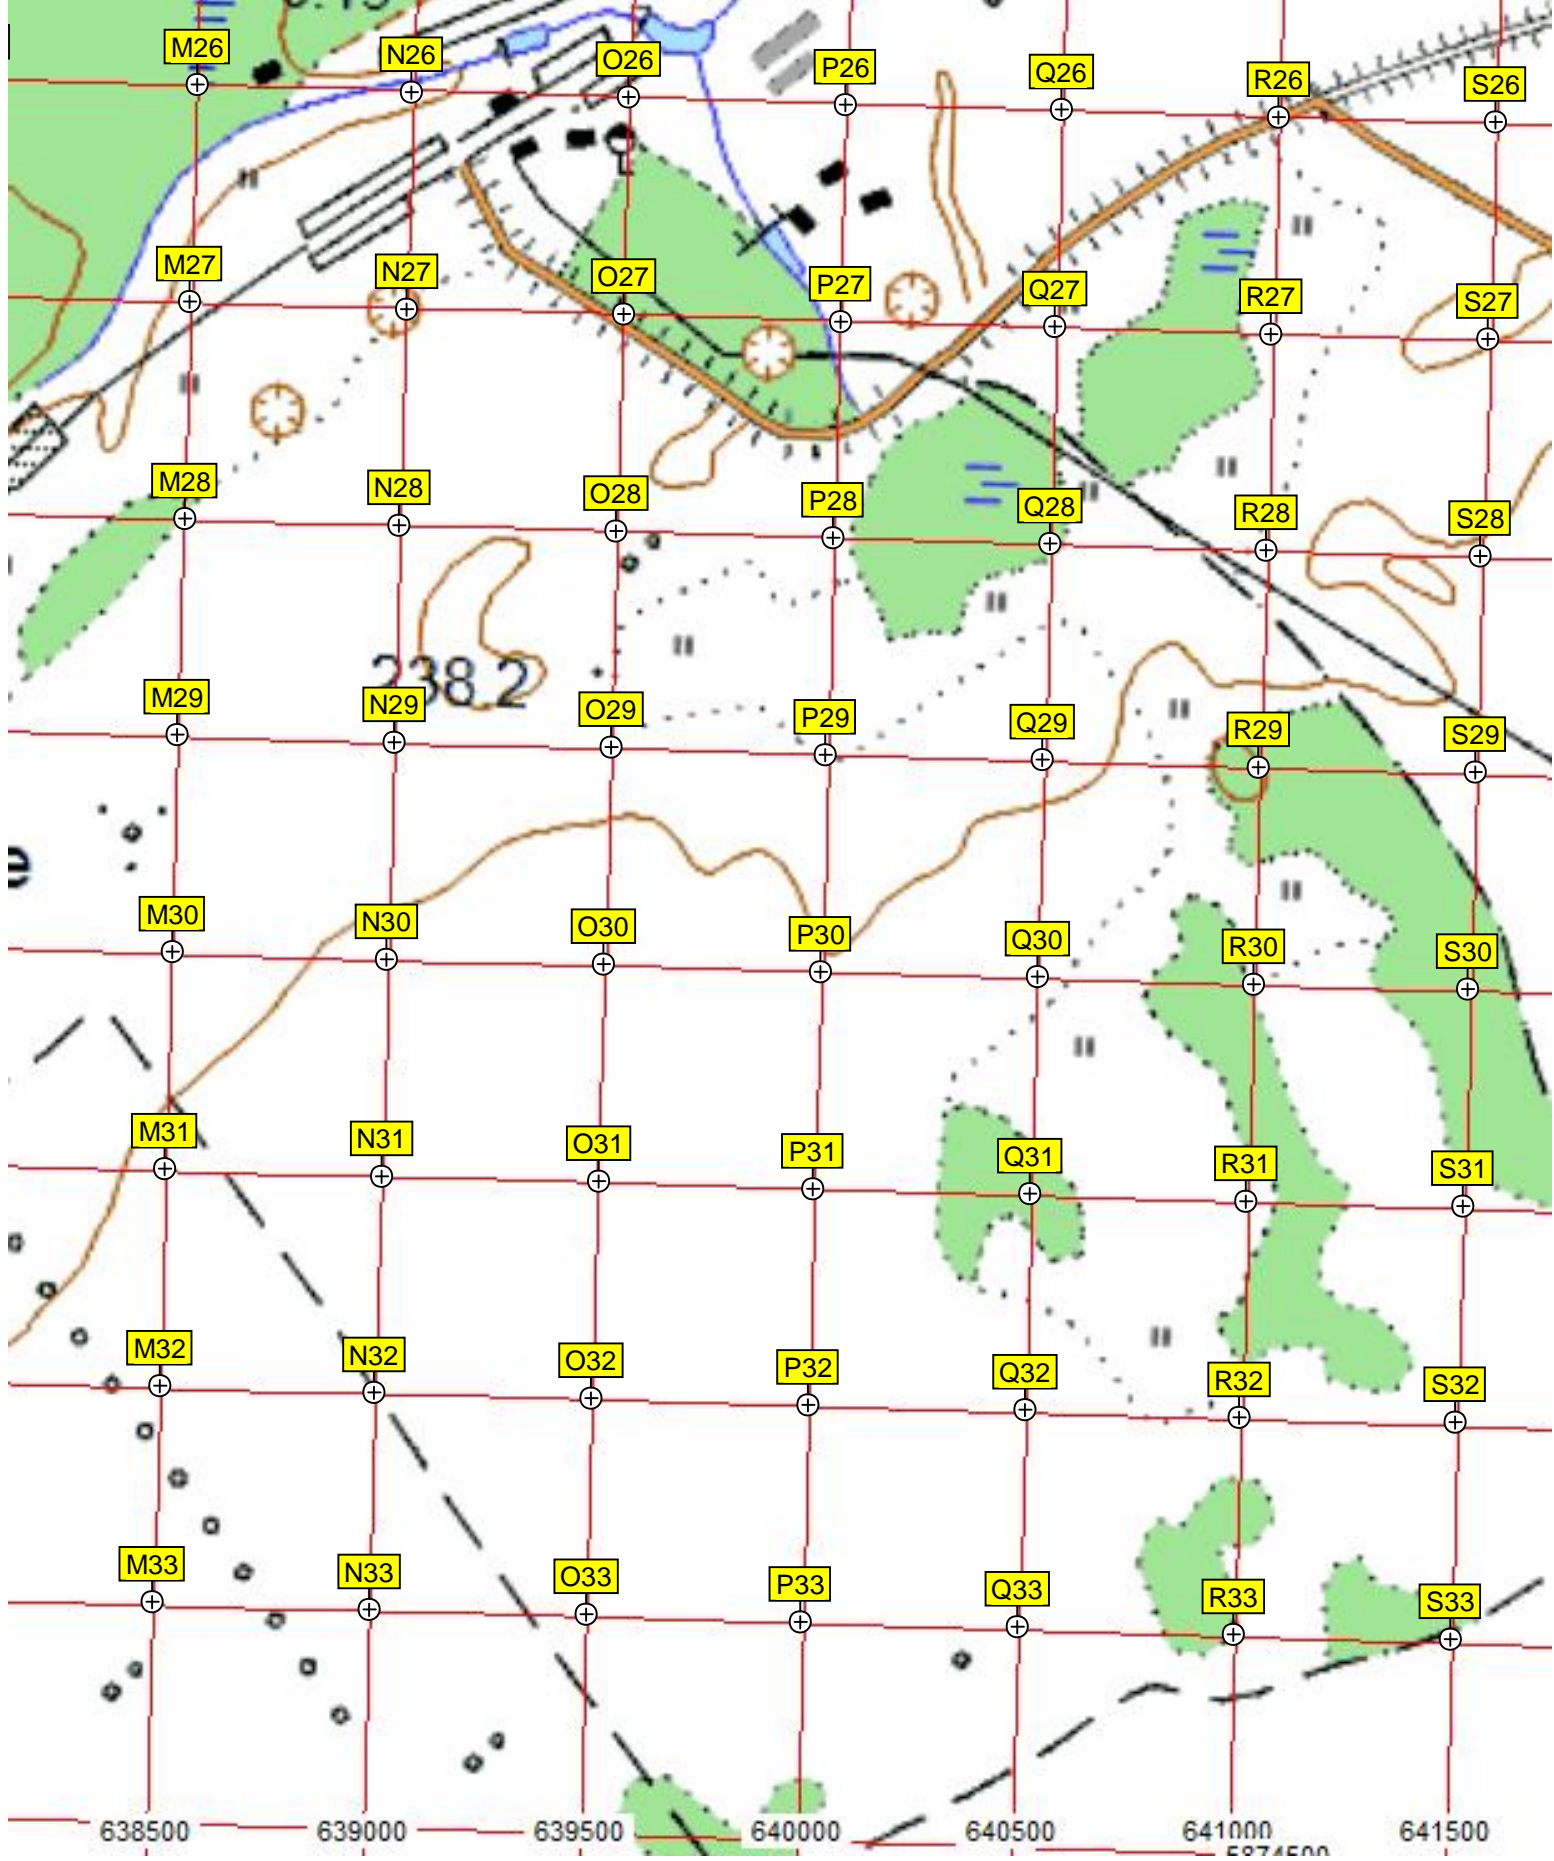 M26 N26 O26 P26 Q26 R26 S26
M27 N27 O27 P27 Q27 R27 S27
M28 N28 O28 P28 Q28 R28 S28
238.2
M29 N29 O29 P29 Q29 R29 S29
M30 N30 O30 P30 Q30 R30 S30
M31 N31 O31 P31 Q31 R31 S31
M32 N32 O32 P32 Q32 R32 S32
M33 N33 O33 P33 Q33 R33 S33
638500 639000 639500 640000 640500 641000 641500
5874500